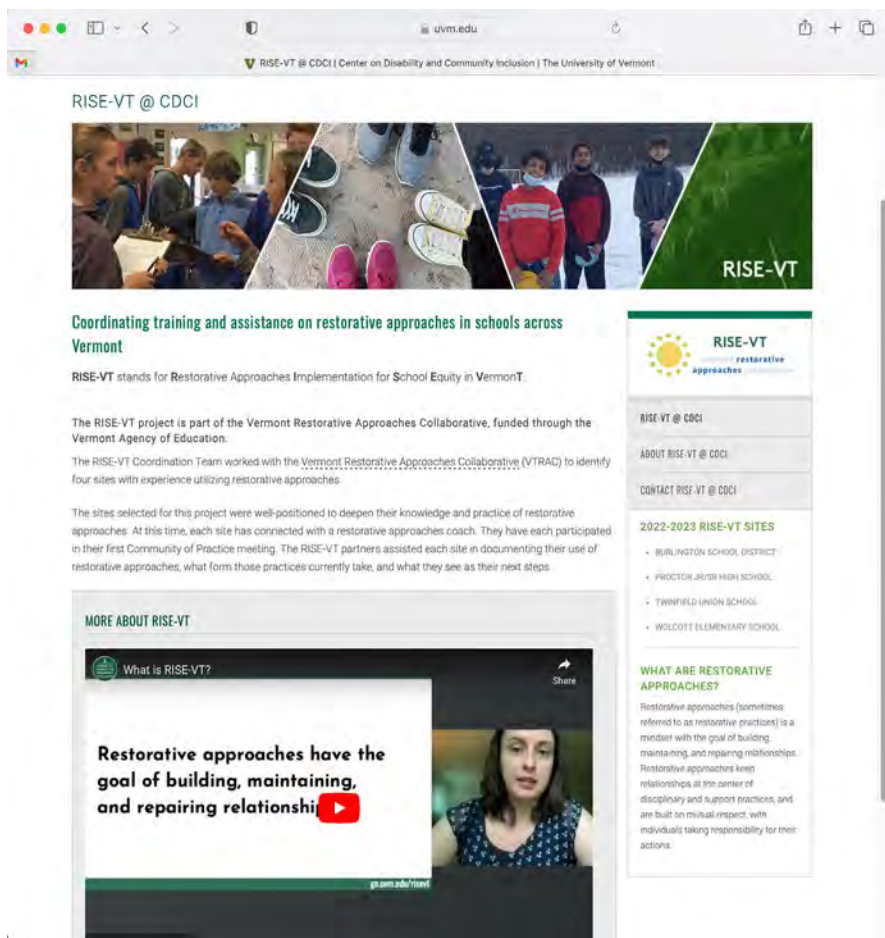 uvm.edu
RISE-VT @ CDCI | Center on Disability and Community Inclusion | The University of Vermont
RISE-VT @ CDCI
RISE-VT
Coordinating training and assistance on restorative approaches in schools across
Vermont
RISE-VT stands for Restorative Approaches Implementation for School Equity in VermonT.
The RISE-VT project is part of the Vermont Restorative Approaches Collaborative, funded through the
Vermont Agency of Education.
The RISE-VT Coordination Team worked with the Vermont Restorative Approaches Collaborative (VTRAC) to identify
four sites with experience utilizing restorative approaches.
The sites selected for this project were well-positioned to deepen their knowledge and practice of restorative
approaches. At this time, each site has connected with a restorative approaches coach. They have each participated
in their first Community of Practice meeting. The RISE-VT partners assisted each site in documenting their use of
restorative approaches, what form those practices currently take, and what they see as their next steps.
MORE ABOUT RISE-VT
What is RISE-VT?
Share
Restorative approaches have the
goal of building, maintaining,
and repairing
go.uvm.edu/risevt
RISE-VT
restorative
approaches
RISE-VT @ CDCI
ABOUT RISE-VT @ CDCI
CONTACT RISE-VT @ CDCI
2022-2023 RISE-VT SITES
• BURLINGTON SCHOOL DISTRICT
• PROCTOR JR/SR HIGH SCHOOL
• TWINFIELD UNION SCHOOL
• WOLCOTT ELEMENTARY SCHOOL
WHAT ARE RESTORATIVE
APPROACHES?
Restorative approaches (sometimes
referred to as restorative practices) is a
mindset with the goal of building,
maintaining, and repairing relationships.
Restorative approaches keep
relationships at the center of
disciplinary and support practices, and
are built on mutual respect, with
individuals taking responsibility for their
actions.